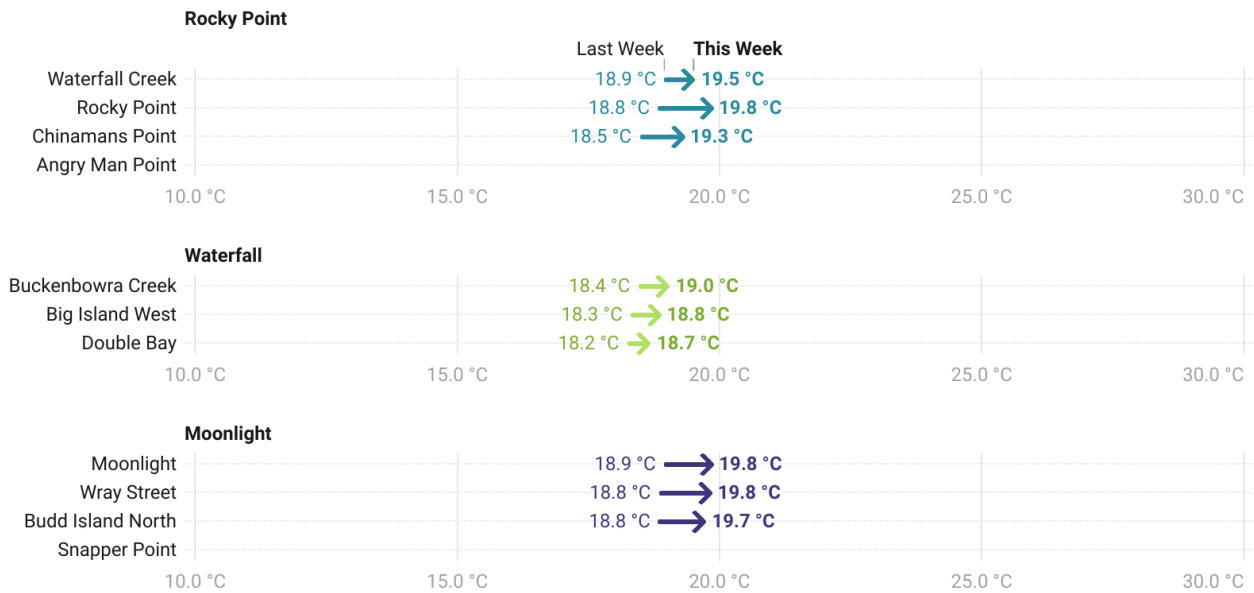 Rocky Point
Last Week This Week
Waterfall Creek 18.9 °C 19.5 °C
Rocky Point 18.8 °C 19.8 °C
Chinamans Point 18.5 °C 19.3 °C
Angry Man Point
10.0 °C 15.0 °C 20.0 °C 25.0 °C 30.0 °C
Waterfall
Buckenbowra Creek 18.4 °C 19.0 °C
Big Island West 18.3 °C 18.8 °C
Double Bay 18.2 °C 18.7 °C
10.0 °C 15.0 °C 20.0 °C 25.0 °C 30.0 °C
Moonlight
Moonlight 18.9 °C 19.8 °C
Wray Street 18.8 °C 19.8 °C
Budd Island North 18.8 °C 19.7 °C
Snapper Point
10.0 °C 15.0 °C 20.0 °C 25.0 °C 30.0 °C